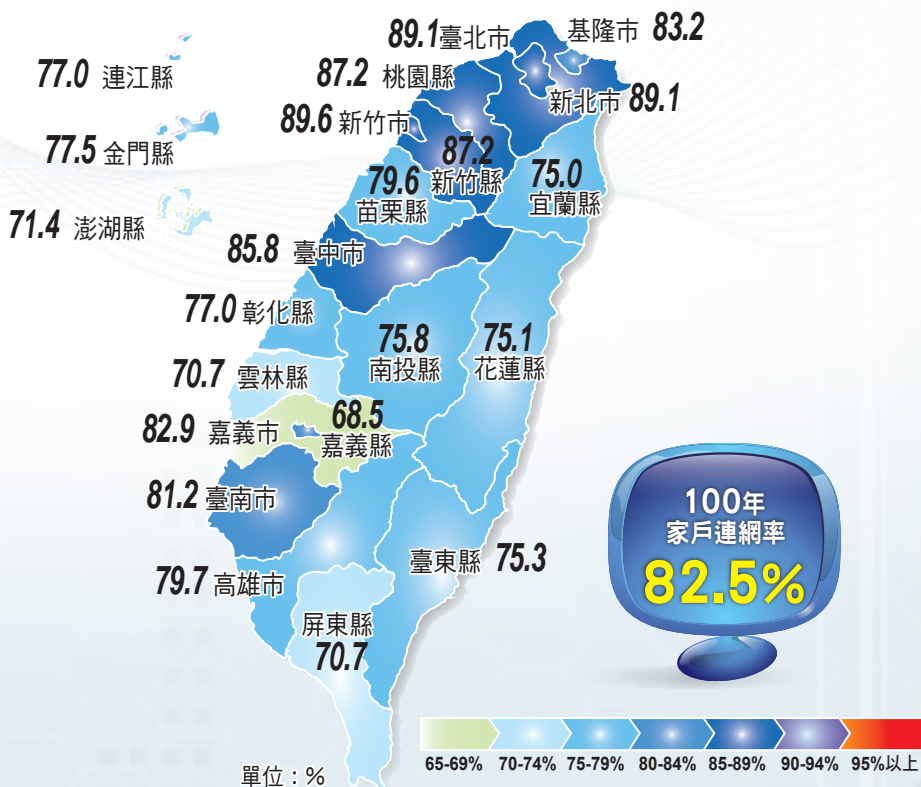 89.1 臺北市
基隆市 83.2
77.0 連江縣
87.2 桃園縣
新北市 89.1
89.6 新竹市
77.5 金門縣
87.2
新竹縣
79.6
苗栗縣
75.0
宜蘭縣
71.4 澎湖縣
85.8 臺中市
77.0 彰化縣
75.8
南投縣
75.1
花蓮縣
70.7 雲林縣
68.5
嘉義縣
82.9 嘉義市
81.2 臺南市
100年
家戶連網率
82.5%
臺東縣 75.3
79.7 高雄市
屏東縣
70.7
65-69% 70-74% 75-79% 80-84% 85-89% 90-94% 95%以上
單位：%